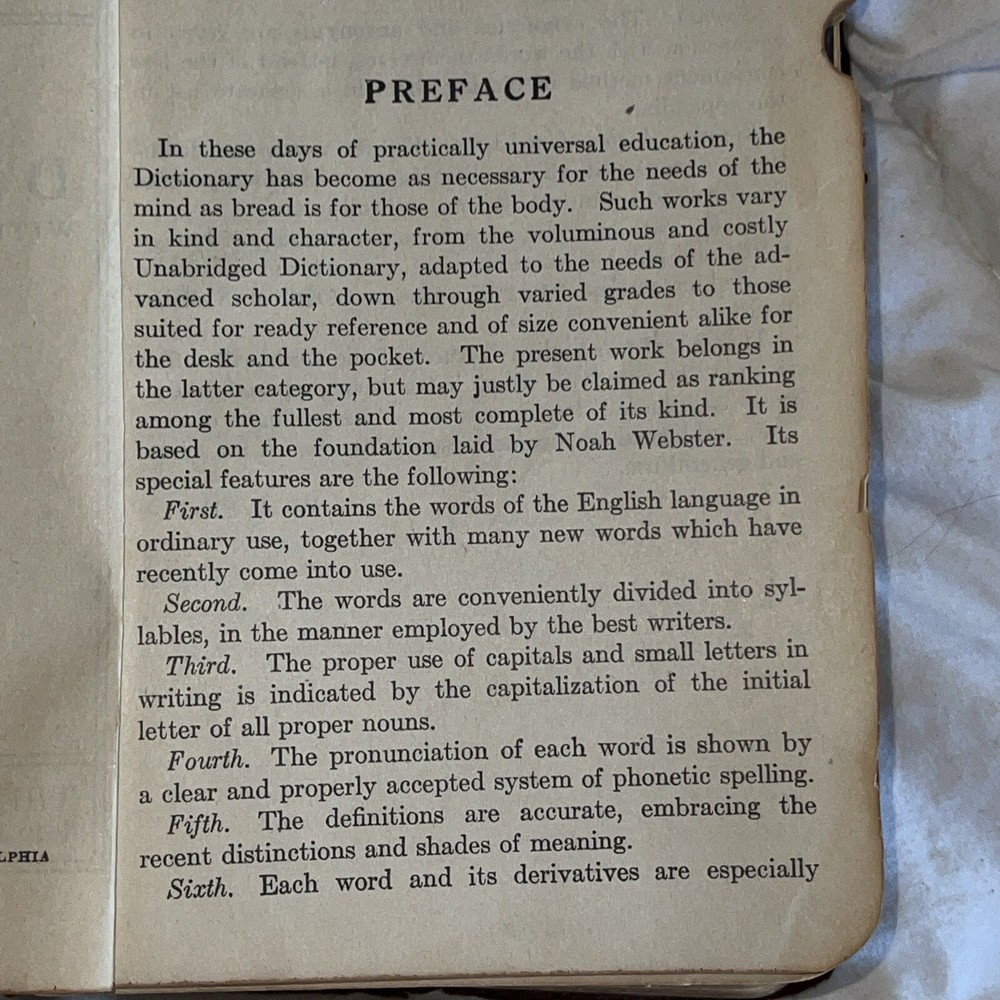 PREFACE
In these days of practically universal education, the
Dictionary has become as necessary for the needs of the
mind as bread is for those of the body. Such works vary
in kind and character, from the voluminous and costly
Unabridged Dictionary, adapted to the needs of the ad-
vanced scholar, down through varied grades to those
suited for ready reference and of size convenient alike for
the desk and the pocket. The present work belongs in
the latter category, but may justly be claimed as ranking
among the fullest and most complete of its kind. It is
based on the foundation laid by Noah Webster. Its
special features are the following:
First. It contains the words of the English language in
ordinary use, together with many new words which have
recently come into use.
Second. The words are conveniently divided into syl-
lables, in the manner employed by the best writers.
Third. The proper use of capitals and small letters in
writing is indicated by the capitalization of the initial
letter of all proper nouns.
Fourth. The pronunciation of each word is shown by
a clear and properly accepted system of phonetic spelling.
Fifth. The definitions are accurate, embracing the
recent distinctions and shades of meaning.
Sixth. Each word and its derivatives are especially
LPHIA